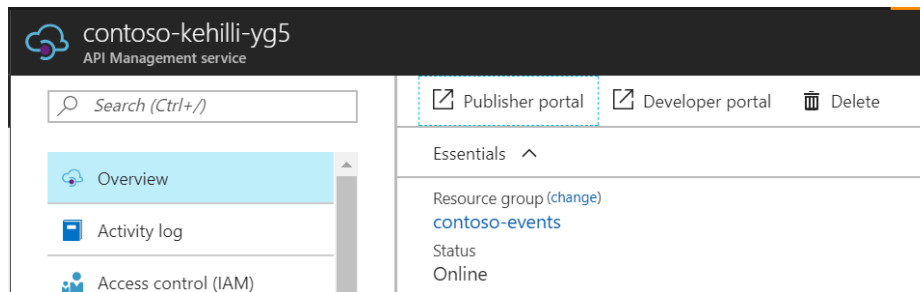 contoso-kehilli-yg5
API Management service
Search (Ctrl+/)
Publisher portal Developer portal Delete
Essentials
Overview
Activity log
Access control (IAM)
Resource group (change)
contoso-events
Status
Online